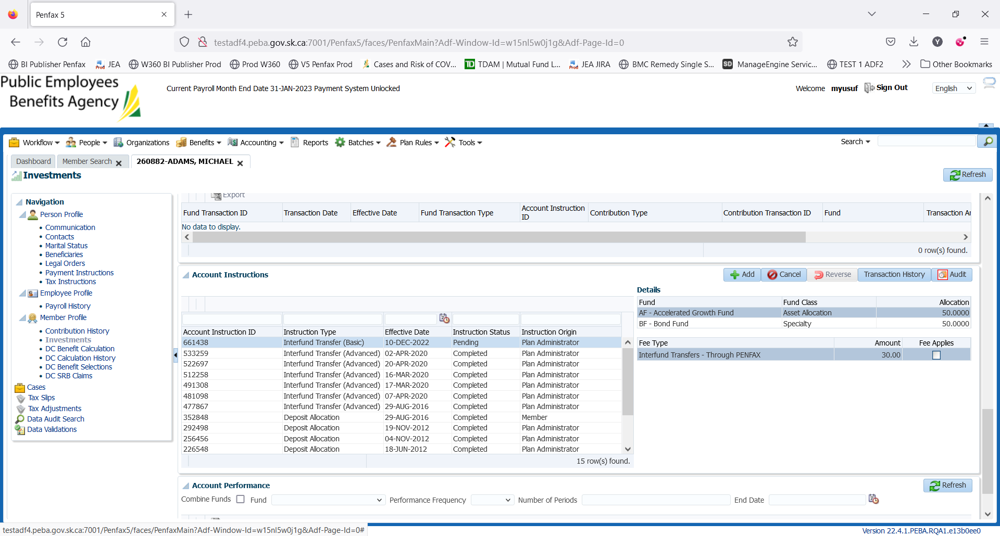 Penfax 5
testadf4.peba.gov.sk.ca:7001/Penfax5/faces/PenfaxMain?Adf-Window-Id=w15nl5w0j1g&Adf-Page-Id=0
Y
BI Publisher Penfax Prod JEA W360 BI Publisher Prod Prod W360 V5 Penfax Prod Cases and Risk of COV... TD TDAM | Mutual Fund L... Prod JEA JIRA BMC Remedy Single S... SD ManageEngine Servic... TEST 1 ADF2 Other Bookmarks
Public Employees
Benefits Agency
Current Payroll Month End Date 31-JAN-2023 Payment System Unlocked
Welcome myusuf Sign Out English
Workflow People Organizations Benefits Accounting Reports Batches Plan Rules Tools Search
Dashboard Member Search 260882-ADAMS, MICHAEL
Investments
Refresh
Navigation
Person Profile
Communication
Contacts
Marital Status
Beneficiaries
Legal Orders
Payment Instructions
Tax Instructions
Employee Profile
Payroll History
Member Profile
Contribution History
Investments
DC Benefit Calculation
DC Calculation History
DC Benefit Selections
DC SRB Claims
Cases
Tax Slips
Tax Adjustments
Data Audit Search
Data Validations
Export
Fund Transaction ID Transaction Date Effective Date Fund Transaction Type Account Instruction ID Contribution Type Contribution Transaction ID Fund Transaction Ar
No data to display.
0 row(s) found.
Account Instructions
Add Cancel Reverse Transaction History Audit
Account Instruction ID Instruction Type Effective Date Instruction Status Instruction Origin
661438 Interfund Transfer (Basic) 10-DEC-2022 Pending Plan Administrator
533259 Interfund Transfer (Advanced) 02-APR-2020 Completed Plan Administrator
522697 Interfund Transfer (Advanced) 20-APR-2020 Completed Plan Administrator
512258 Interfund Transfer (Advanced) 16-MAR-2020 Completed Plan Administrator
491308 Interfund Transfer (Advanced) 17-MAR-2020 Completed Plan Administrator
481098 Interfund Transfer (Advanced) 07-APR-2020 Completed Plan Administrator
477867 Interfund Transfer (Advanced) 29-AUG-2016 Completed Plan Administrator
352848 Deposit Allocation 29-AUG-2016 Completed Member
292498 Deposit Allocation 19-NOV-2012 Completed Plan Administrator
256456 Deposit Allocation 04-NOV-2012 Completed Plan Administrator
226548 Deposit Allocation 18-JUN-2012 Completed Plan Administrator
15 row(s) found.
Details
Fund Fund Class Allocation
AF - Accelerated Growth Fund Asset Allocation 50.0000
BF - Bond Fund Specialty 50.0000
Fee Type Amount Fee Applies
Interfund Transfers - Through PENFAX 30.00
Account Performance
Refresh
Combine Funds Fund Performance Frequency Number of Periods End Date
testadf4.peba.gov.sk.ca:7001/Penfax5/faces/PenfaxMain?Adf-Window-Id=w15nl5w0j1g&Adf-Page-Id=0#
Version 22.4.1.PEBA.RQA1.e13b0ee0